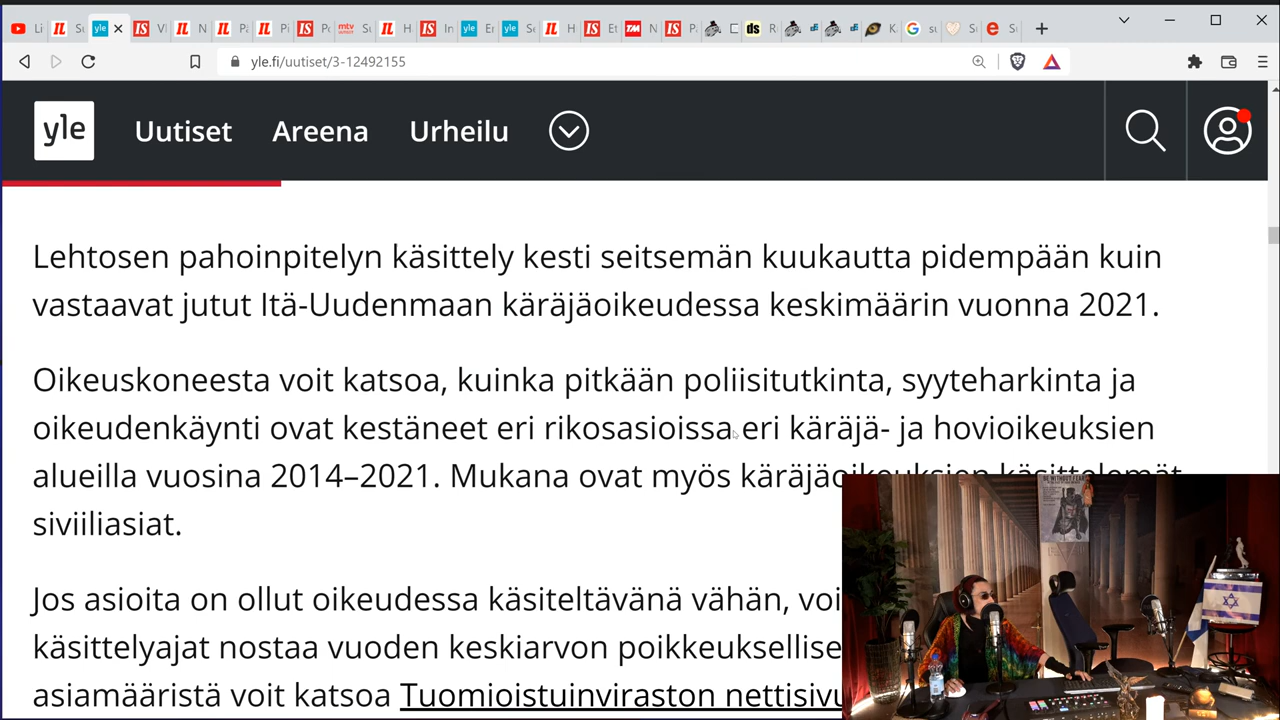 yle.fi/uutiset/3-12492155
yle Uutiset Areena Urheilu
Lehtosen pahoinpitelyn käsittely kesti seitsemän kuukautta pidempään kuin
vastaavat jutut Itä-Uudenmaan käräjäoikeudessa keskimäärin vuonna 2021.
Oikeuskoneesta voit katsoa, kuinka pitkään poliisitutkinta, syyteharkinta ja
oikeudenkäynti ovat kestäneet eri rikosasioissa eri käräjä- ja hovioikeuksien
alueilla vuosina 2014–2021. Mukana ovat myös käräjäoikeuksien käsittelemät
siviiliasiat.
Jos asioita on ollut oikeudessa käsiteltävänä vähän,
käsittelyajat nostaa vuoden keskiarvon
asiamääristä voit katsoa Tuomioistuinviraston